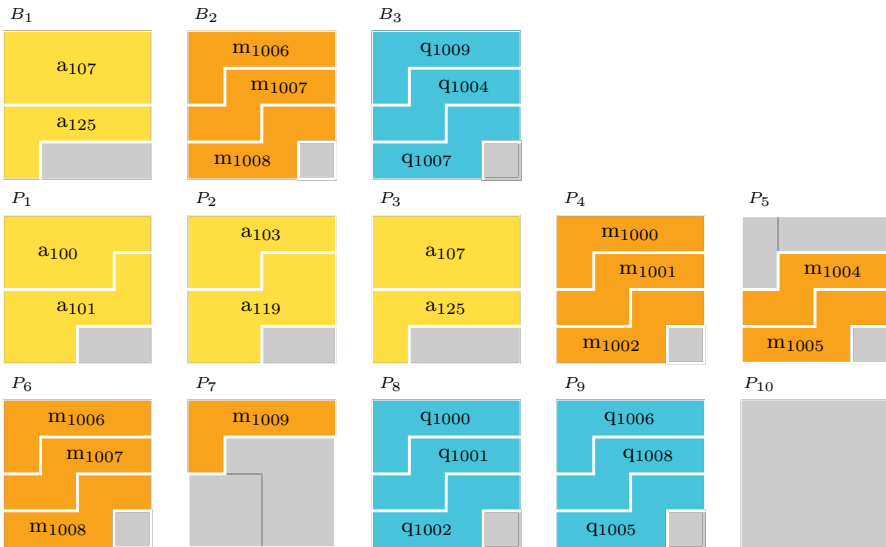 B₁ B₂ B₃
a₁₀₇ m₁₀₀₆ q₁₀₀₉
m₁₀₀₇ q₁₀₀₄
a₁₂₅
m₁₀₀₈ q₁₀₀₇
P₁ P₂ P₃ P₄ P₅
a₁₀₃ m₁₀₀₀
a₁₀₀ a₁₀₇
m₁₀₀₁ m₁₀₀₄
a₁₀₁ a₁₁₉ a₁₂₅
m₁₀₀₂ m₁₀₀₅
P₆ P₇ P₈ P₉ P₁₀
m₁₀₀₆ m₁₀₀₉ q₁₀₀₀ q₁₀₀₆
m₁₀₀₇ q₁₀₀₁ q₁₀₀₈
m₁₀₀₈ q₁₀₀₂ q₁₀₀₅